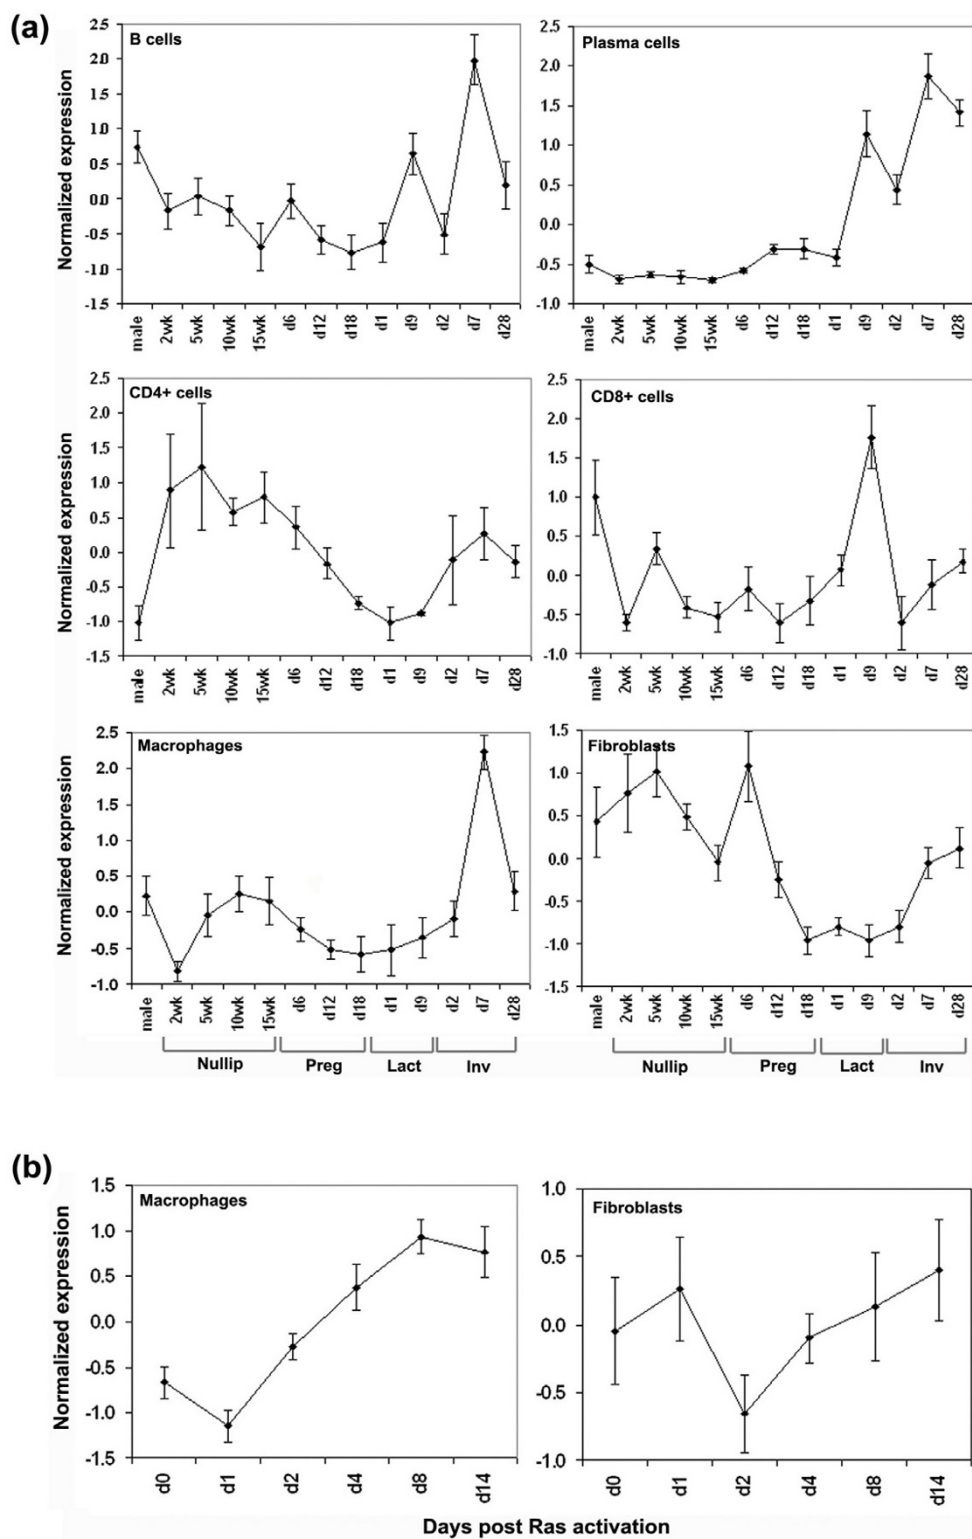 (a)
B cells
Normalized expression
2.5
2.0
1.5
1.0
0.5
0.0
-0.5
-1.0
-1.5
male 2wk 5wk 10wk 15wk d6 d12 d18 d1 d9 d2 d7 d28
Plasma cells
2.5
2.0
1.5
1.0
0.5
0.0
-0.5
-1.0
male 2wk 5wk 10wk 15wk d6 d12 d18 d1 d9 d2 d7 d28
CD4+ cells
Normalized expression
2.5
2.0
1.5
1.0
0.5
0.0
-0.5
-1.0
-1.5
male 2wk 5wk 10wk 15wk d6 d12 d18 d1 d9 d2 d7 d28
CD8+ cells
2.5
2.0
1.5
1.0
0.5
0.0
-0.5
-1.0
male 2wk 5wk 10wk 15wk d6 d12 d18 d1 d9 d2 d7 d28
Macrophages
Normalized expression
2.5
2.0
1.5
1.0
0.5
0.0
-0.5
-1.0
male 2wk 5wk 10wk 15wk d6 d12 d18 d1 d9 d2 d7 d28
Nullip Preg Lact Inv
Fibroblasts
1.5
1.0
0.5
0.0
-0.5
-1.0
-1.5
male 2wk 5wk 10wk 15wk d6 d12 d18 d1 d9 d2 d7 d28
Nullip Preg Lact Inv
(b)
Macrophages
Normalized expression
1.5
1.0
0.5
0.0
-0.5
-1.0
-1.5
d0 d1 d2 d4 d8 d14
Fibroblasts
1.0
0.5
0.0
-0.5
-1.0
d0 d1 d2 d4 d8 d14
Days post Ras activation